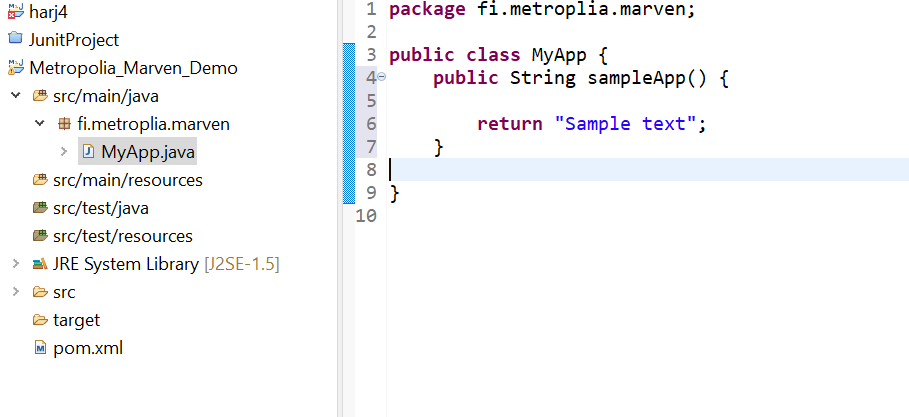 harj4
JunitProject
Metropolia_Marven_Demo
src/main/java
fi.metroplia.marven
MyApp.java
src/main/resources
src/test/java
src/test/resources
JRE System Library [J2SE-1.5]
src
target
pom.xml
1 package fi.metroplia.marven;
2
3 public class MyApp {
4 public String sampleApp() {
5
6 return "Sample text";
7 }
8
9 }
10